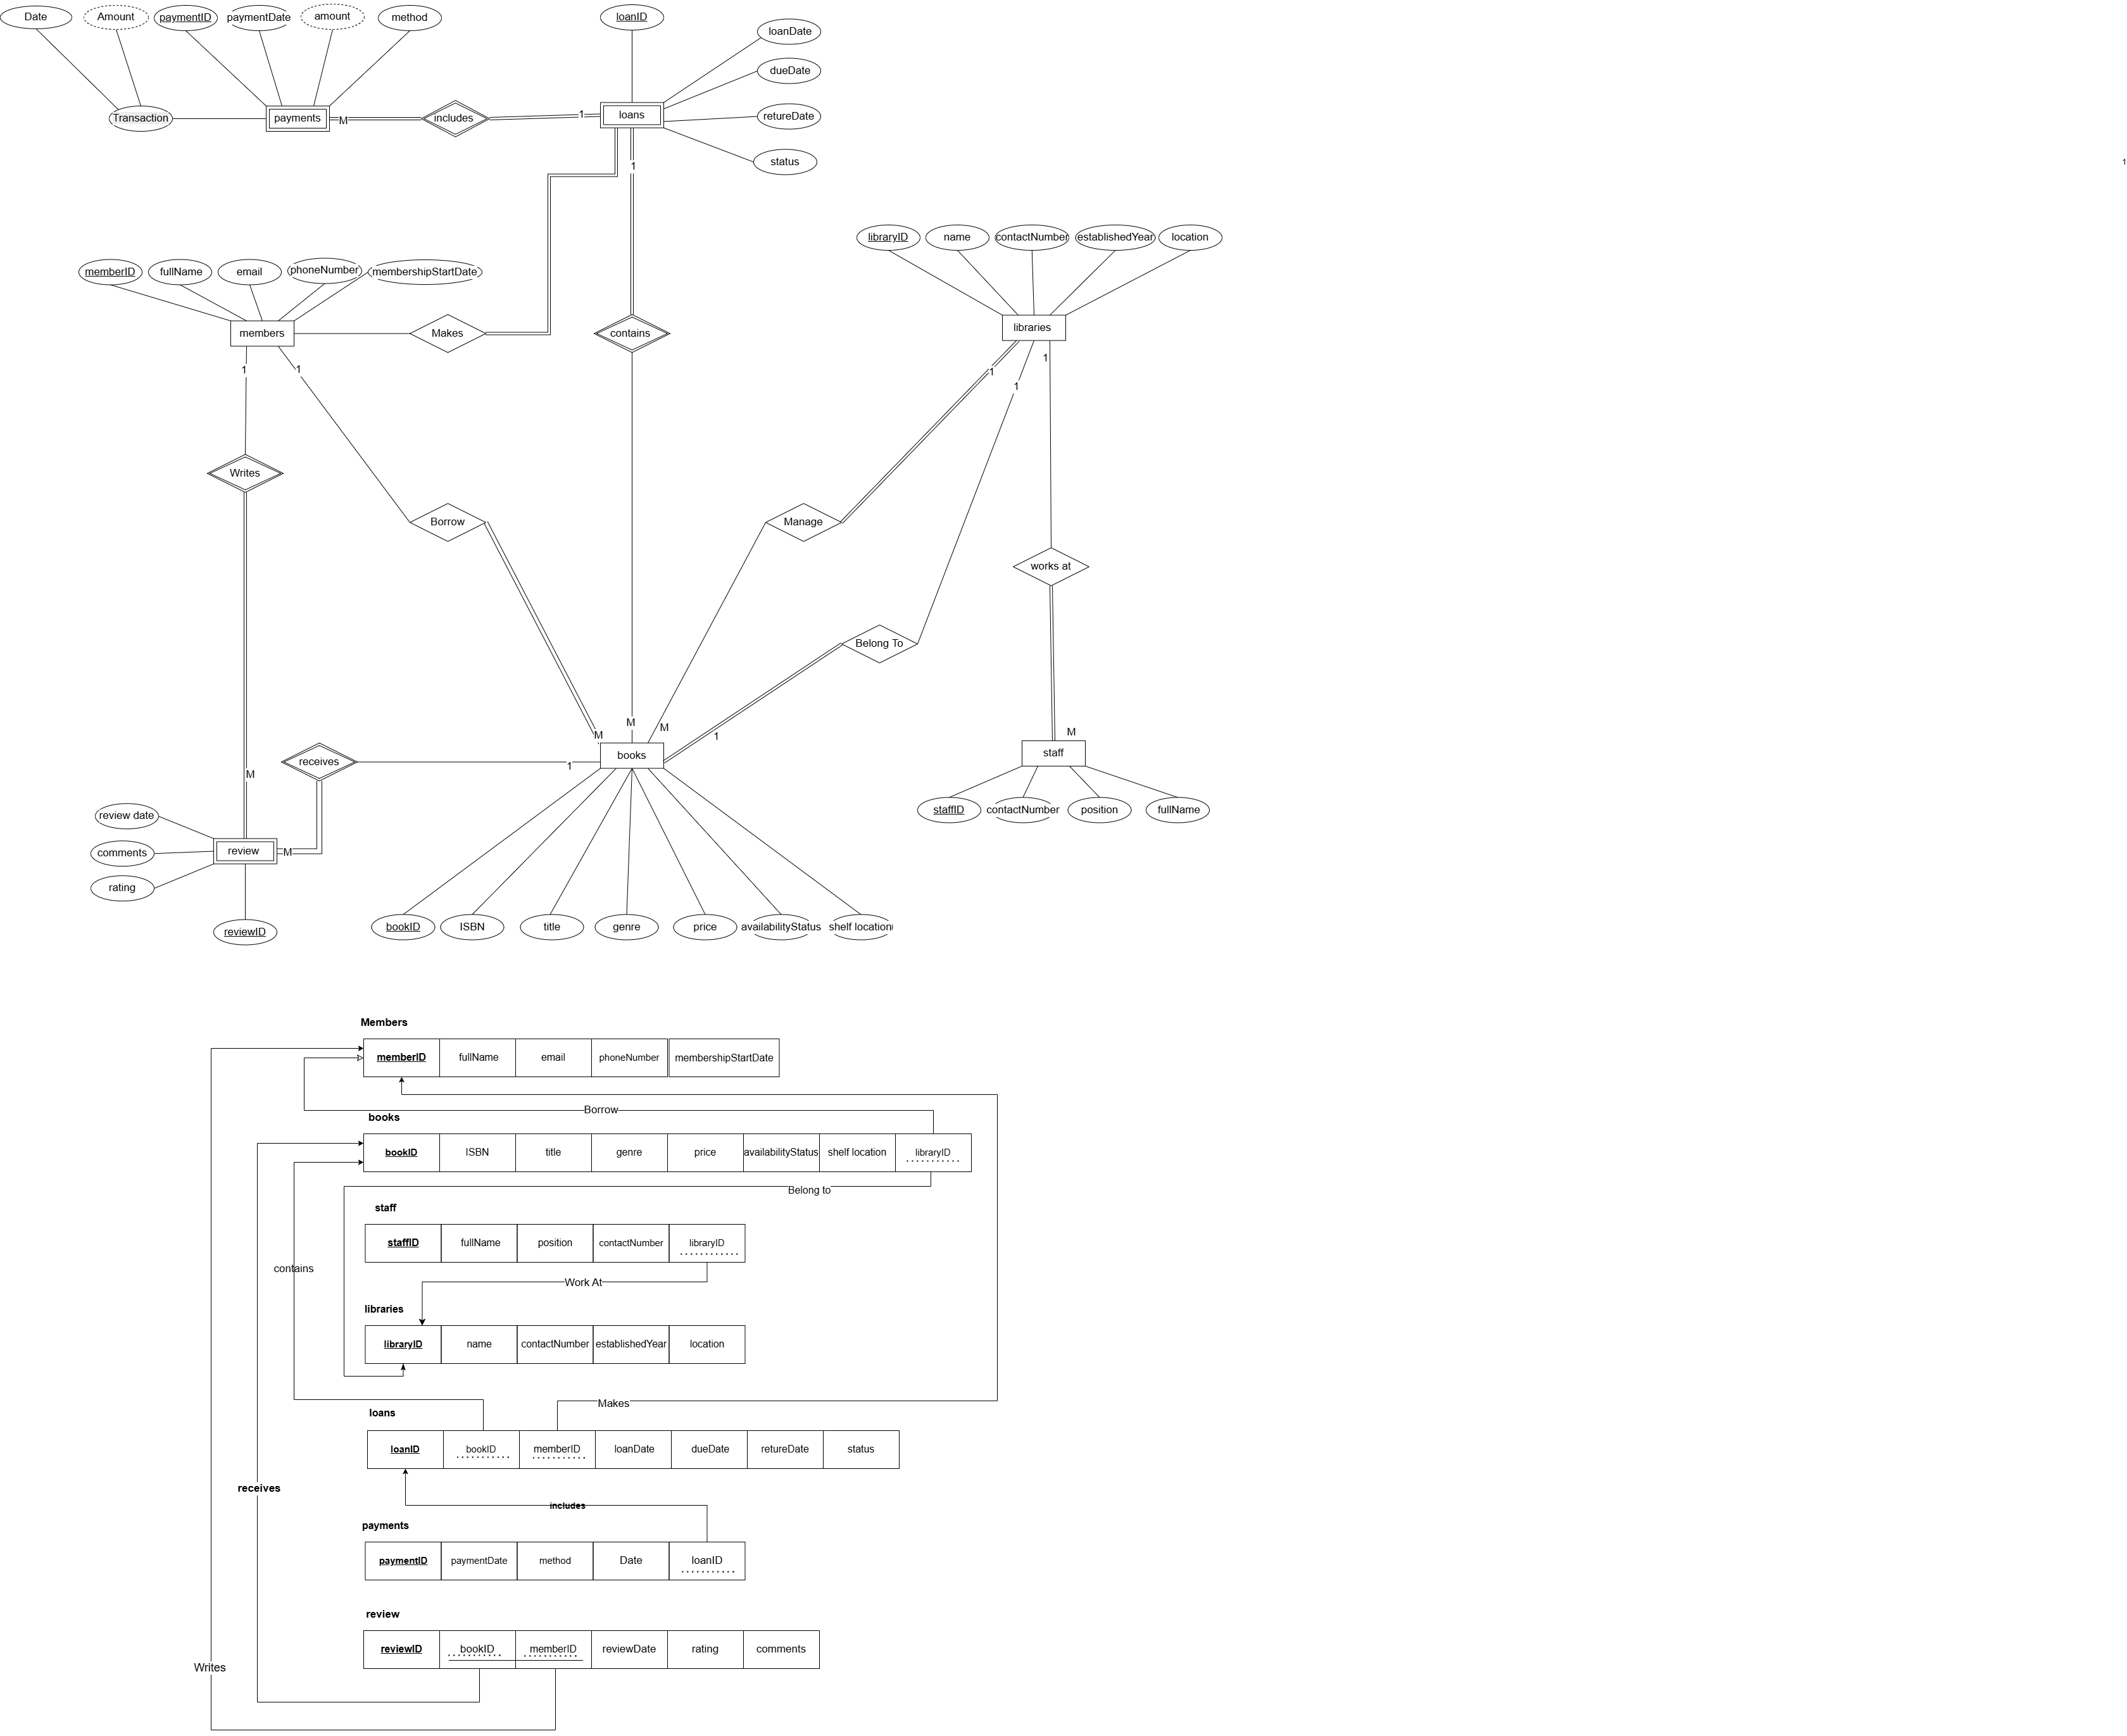 Date
Amount
paymentID
paymentDate
amount
method
loanID
loanDate
dueDate
retureDate
status
Transaction
payments
M
includes
1
loans
1
1
libraryID
name
contactNumber
establishedYear
location
memberID
fullName
email
phoneNumber
membershipStartDate
members
Makes
contains
libraries
1
1
1
1
1
Writes
Borrow
Manage
works at
Belong To
M
M
M
1
M
receives
1
books
staff
M
review date
comments
rating
review
M
reviewID
staffID
contactNumber
position
fullName
bookID
ISBN
title
genre
price
availabilityStatus
shelf location
Members
memberID
fullName
email
phoneNumber
membershipStartDate
Borrow
books
bookID
ISBN
title
genre
price
availabilityStatus
shelf location
libraryID
Belong to
staff
staffID
fullName
position
contactNumber
libraryID
contains
Work At
libraries
libraryID
name
contactNumber
establishedYear
location
Makes
loans
loanID
bookID
memberID
loanDate
dueDate
retureDate
status
receives
includes
payments
paymentID
paymentDate
method
Date
loanID
review
reviewID
bookID
memberID
reviewDate
rating
comments
Writes